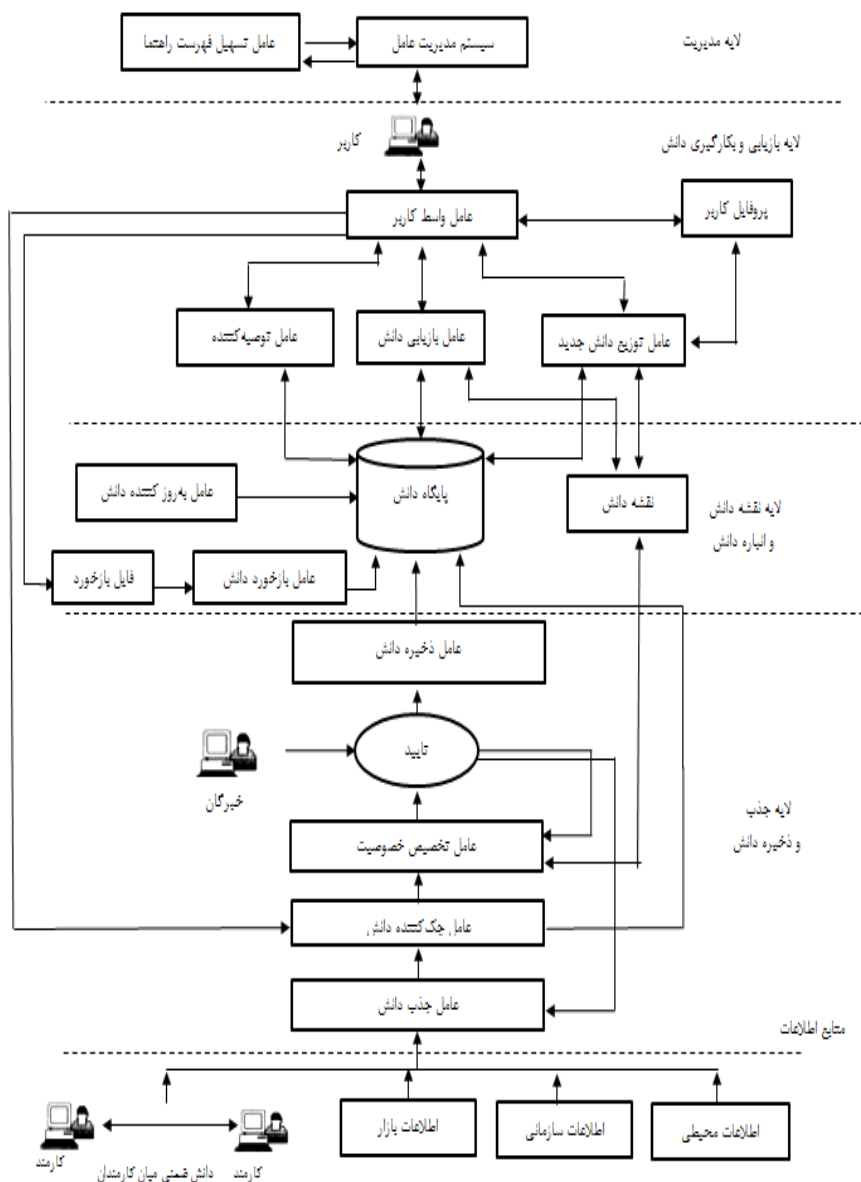 لایه مدیریت
سیستم مدیریت عامل
عامل تسهیل فهرست راهنما
کاربر
لایه بازیابی و بکارگیری دانش
پروفایل کاربر
عامل واسط کاربر
عامل توزیع دانش جدید
عامل بازیابی دانش
عامل توصیه‌کننده
پایگاه دانش
عامل به‌روز کننده دانش
نقشه دانش
لایه نقشه دانش
و انباره دانش
عامل بازخورد دانش
فایل بازخورد
عامل ذخیره دانش
تایید
خبرگان
لایه جذب
و ذخیره دانش
عامل تخصیص خصوصیت
عامل چک‌کننده دانش
عامل جذب دانش
منابع اطلاعات
اطلاعات محیطی
اطلاعات سازمانی
اطلاعات بازار
کارمند
دانش ضمنی میان کارمندان
کارمند